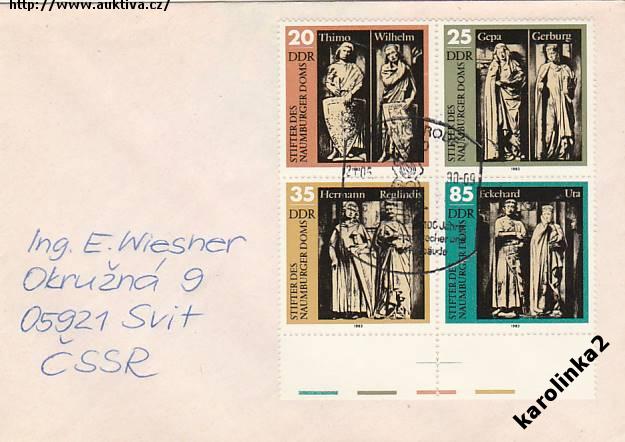 http://www.auktiva.cz/
20 DDR
Thimo Wilhelm
STIFTER DES
NAUMBURGER DOMS
1983
25 DDR
Gepa Gerburg
STIFTER DES
NAUMBURGER DOMS
1983
35 DDR
Hermann Reglindis
STIFTER DES
NAUMBURGER DOMS
1983
85 DDR
Eckehard Uta
STIFTER DES
NAUMBURGER DOMS
1983
Ing. E. Wiesner
Okružná 9
05921 Svit
ČSSR
karolinka2